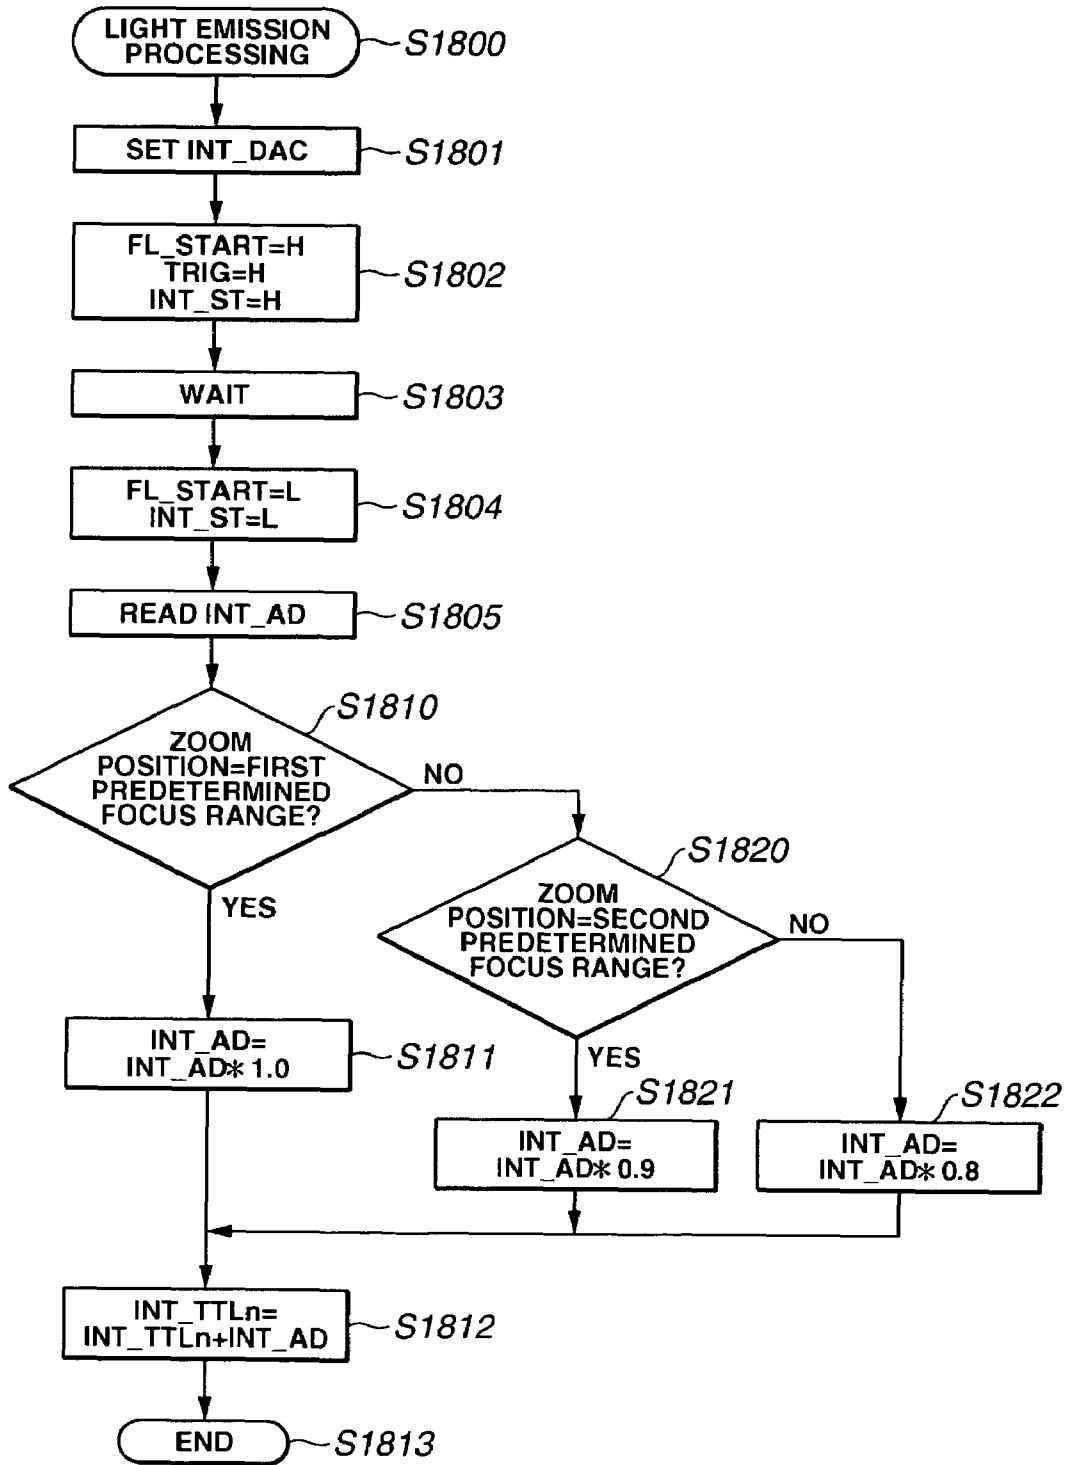 LIGHT EMISSION
PROCESSING
S1800
SET INT_DAC
S1801
FL_START=H
TRIG=H
INT_ST=H
S1802
WAIT
S1803
FL_START=L
INT_ST=L
S1804
READ INT_AD
S1805
S1810
ZOOM
POSITION=FIRST
PREDETERMINED
FOCUS RANGE?
NO
YES
S1820
ZOOM
POSITION=SECOND
PREDETERMINED
FOCUS RANGE?
NO
YES
INT_AD=
INT_AD* 1.0
S1811
S1821
INT_AD=
INT_AD* 0.9
S1822
INT_AD=
INT_AD* 0.8
INT_TTLn=
INT_TTLn+INT_AD
S1812
END
S1813